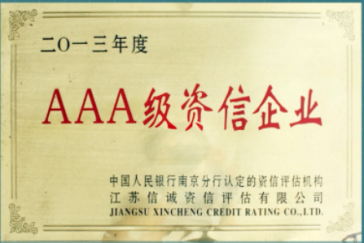 二〇一三年度
AAA级资信企业
中国人民银行南京分行认定的资信评估机构
江苏信诚资信评估有限公司
JIANGSU XINCHENG CREDIT RATING CO.,LTD.